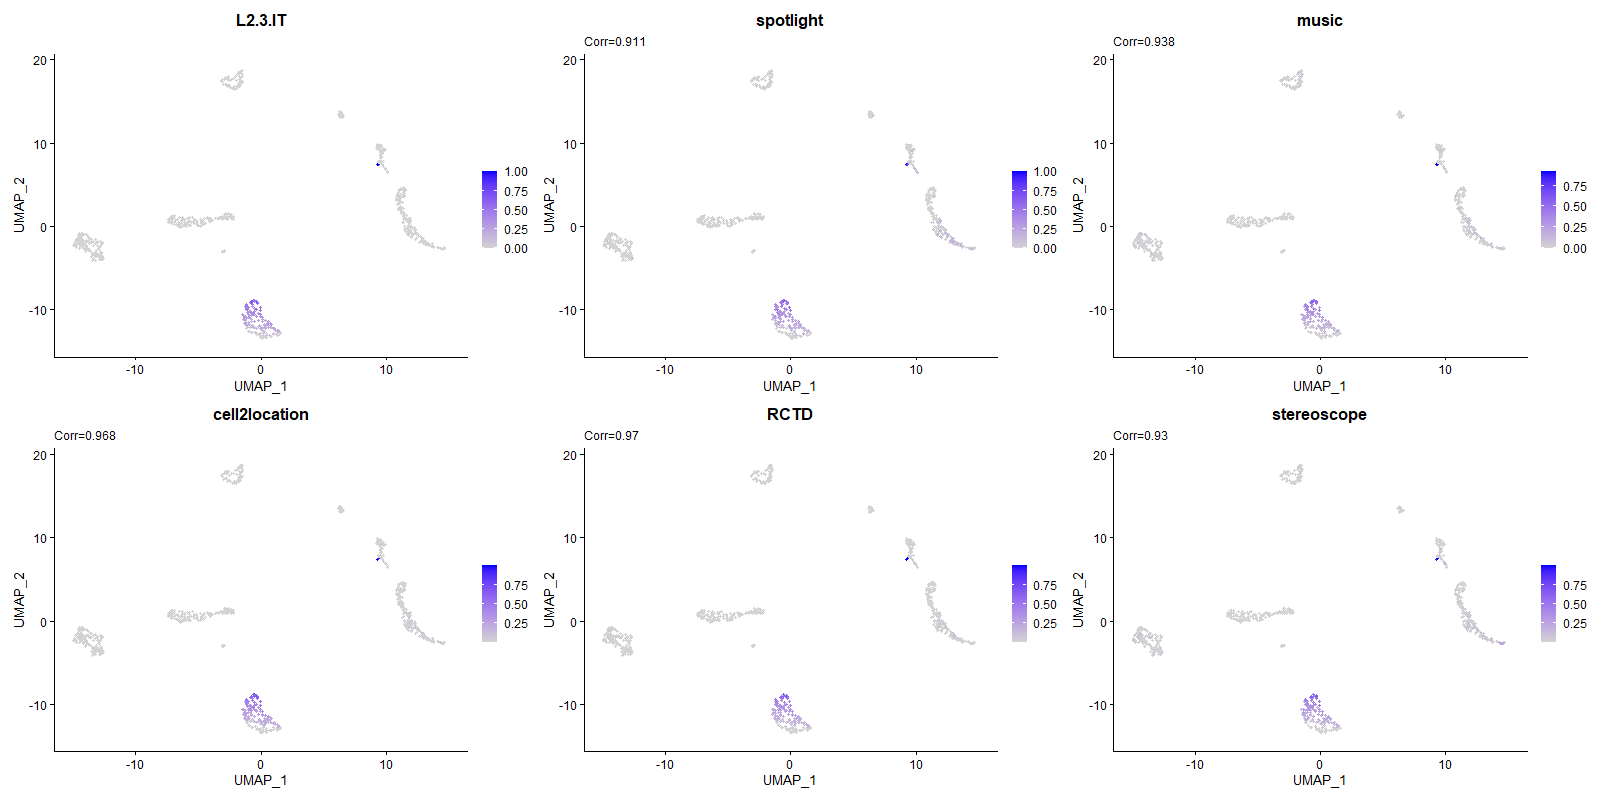 L2.3.IT
20
10
0
-10
-10
0
10
UMAP_1
UMAP_2
1.00
0.75
0.50
0.25
0.00
spotlight
Corr=0.911
20
10
0
-10
-10
0
10
UMAP_1
UMAP_2
1.00
0.75
0.50
0.25
0.00
music
Corr=0.938
20
10
0
-10
-10
0
10
UMAP_1
UMAP_2
0.75
0.50
0.25
0.00
cell2location
Corr=0.968
20
10
0
-10
-10
0
10
UMAP_1
UMAP_2
0.75
0.50
0.25
RCTD
Corr=0.97
20
10
0
-10
-10
0
10
UMAP_1
UMAP_2
0.75
0.50
0.25
stereoscope
Corr=0.93
20
10
0
-10
-10
0
10
UMAP_1
UMAP_2
0.75
0.50
0.25